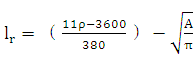 lᵣ = ( (11ρ−3600)/380 ) − √(A/π)